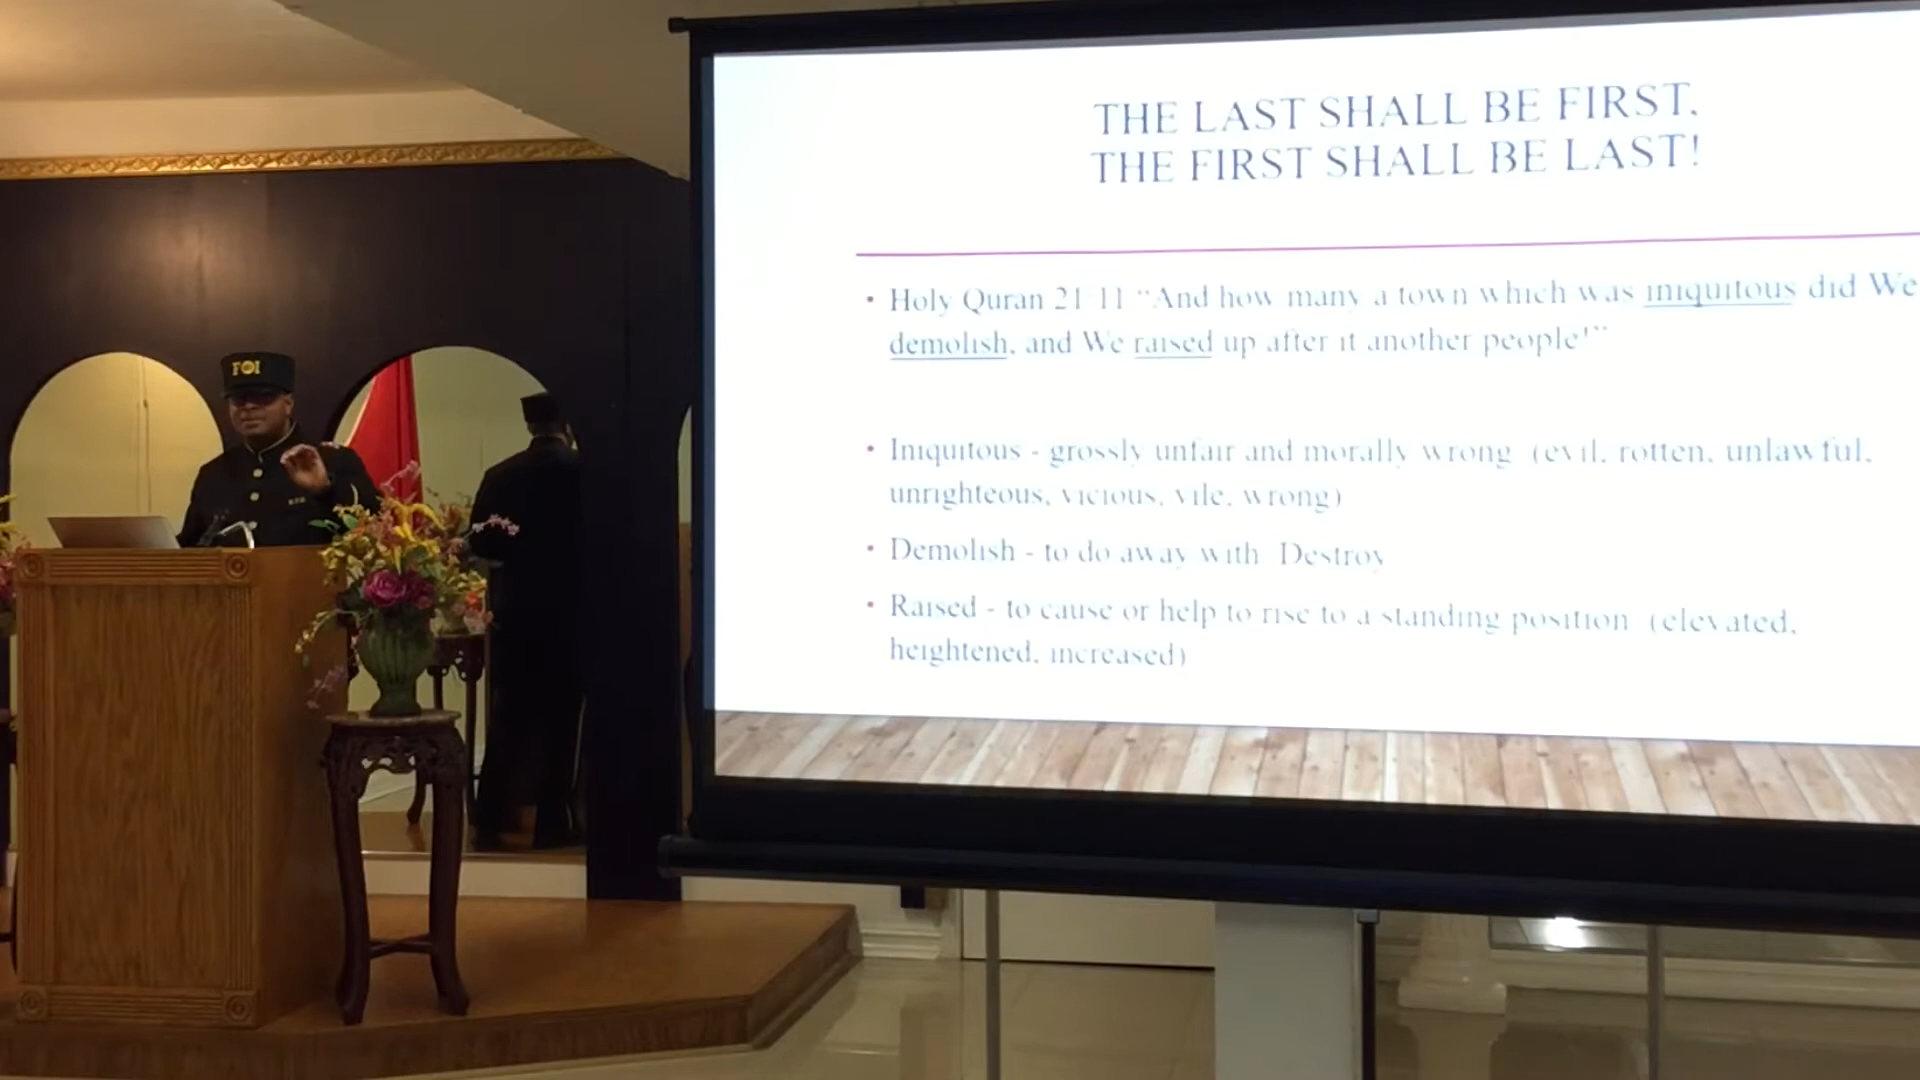 FOI
THE LAST SHALL BE FIRST,
THE FIRST SHALL BE LAST!
• Holy Quran 21 11 “And how many a town which was iniquitous did We
demolish, and We raised up after it another people!”
• Iniquitous - grossly unfair and morally wrong (evil, rotten, unlawful,
unrighteous, vicious, vile, wrong)
• Demolish - to do away with Destroy
• Raised - to cause or help to rise to a standing position (elevated,
heightened, increased)